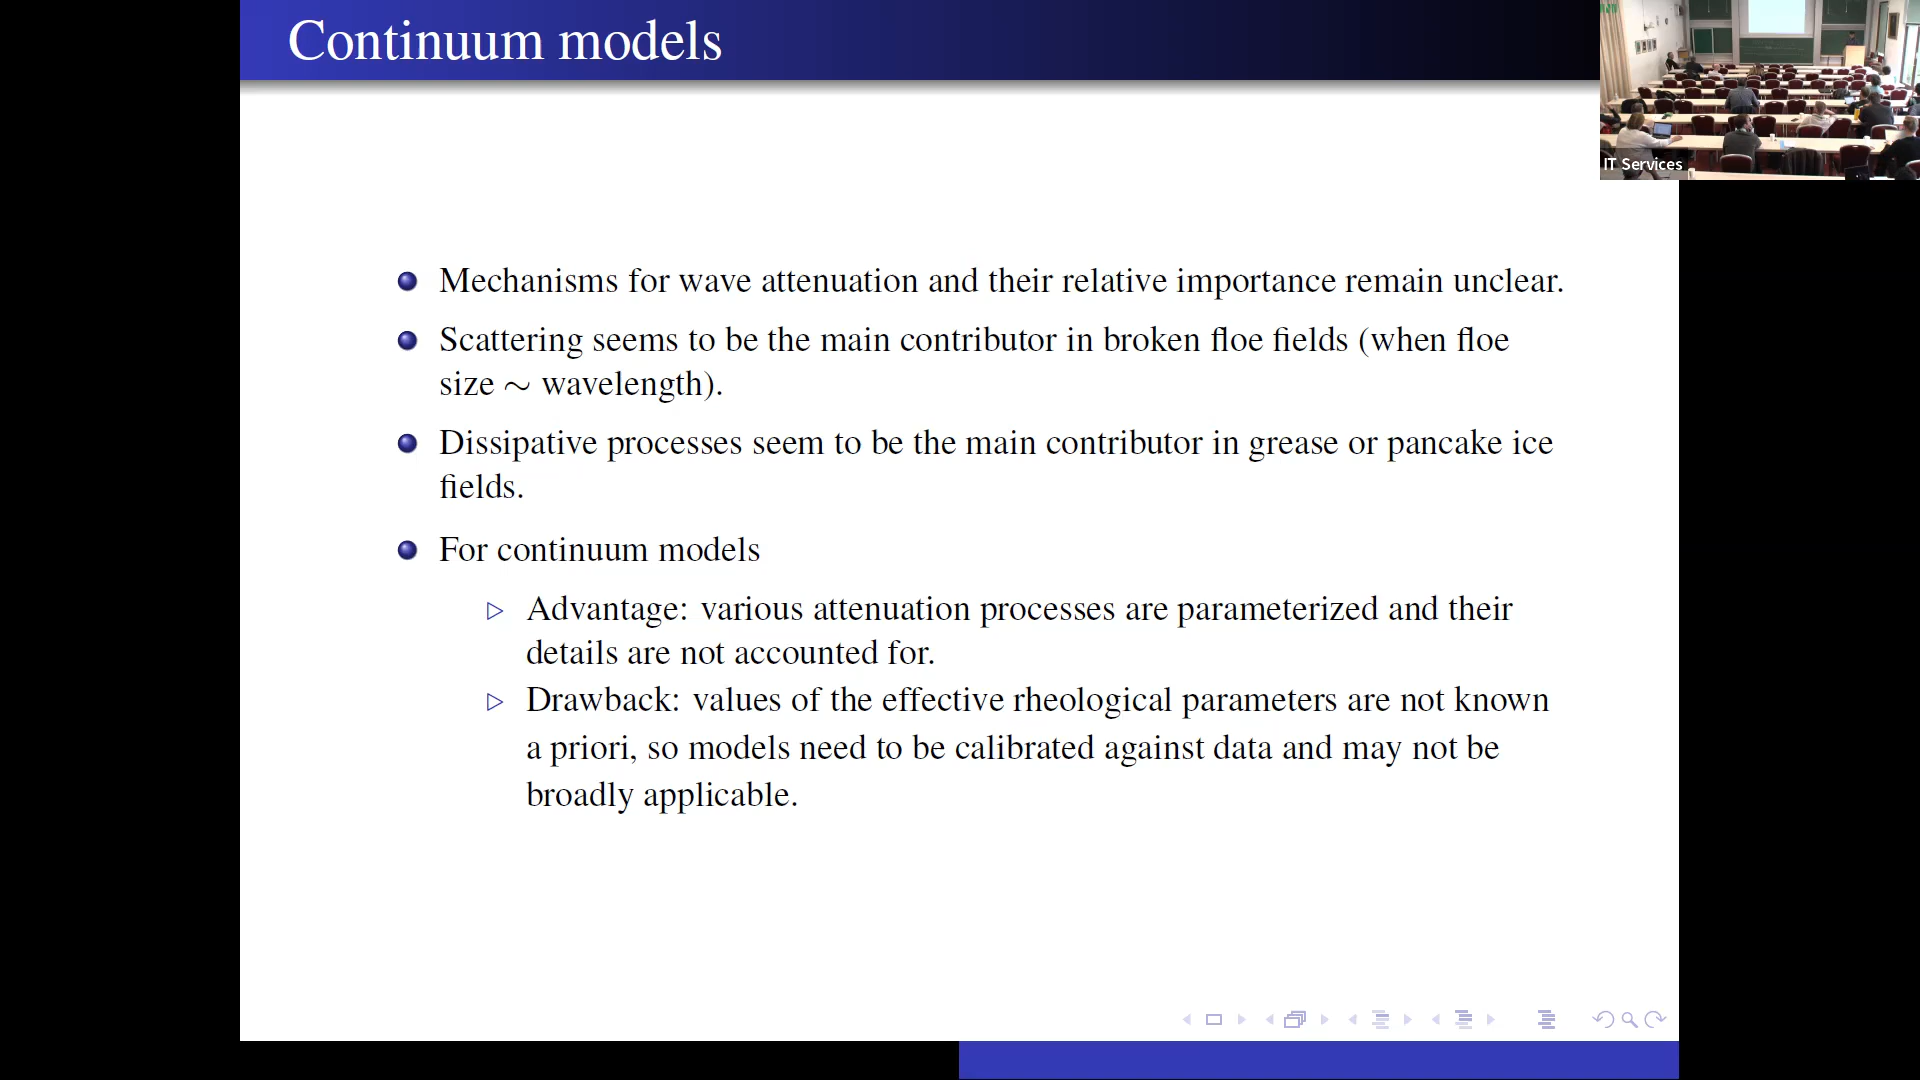 Continuum models
IT Services
Mechanisms for wave attenuation and their relative importance remain unclear.
Scattering seems to be the main contributor in broken floe fields (when floe
size ∼ wavelength).
Dissipative processes seem to be the main contributor in grease or pancake ice
fields.
For continuum models
Advantage: various attenuation processes are parameterized and their
details are not accounted for.
Drawback: values of the effective rheological parameters are not known
a priori, so models need to be calibrated against data and may not be
broadly applicable.